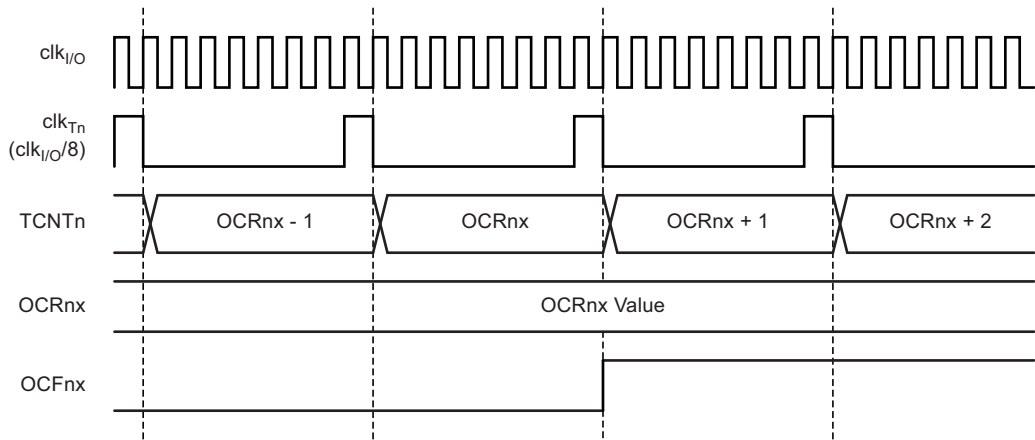 clkI/O
clkTn
(clkI/O/8)
TCNTn OCRnx - 1 OCRnx OCRnx + 1 OCRnx + 2
OCRnx OCRnx Value
OCFnx